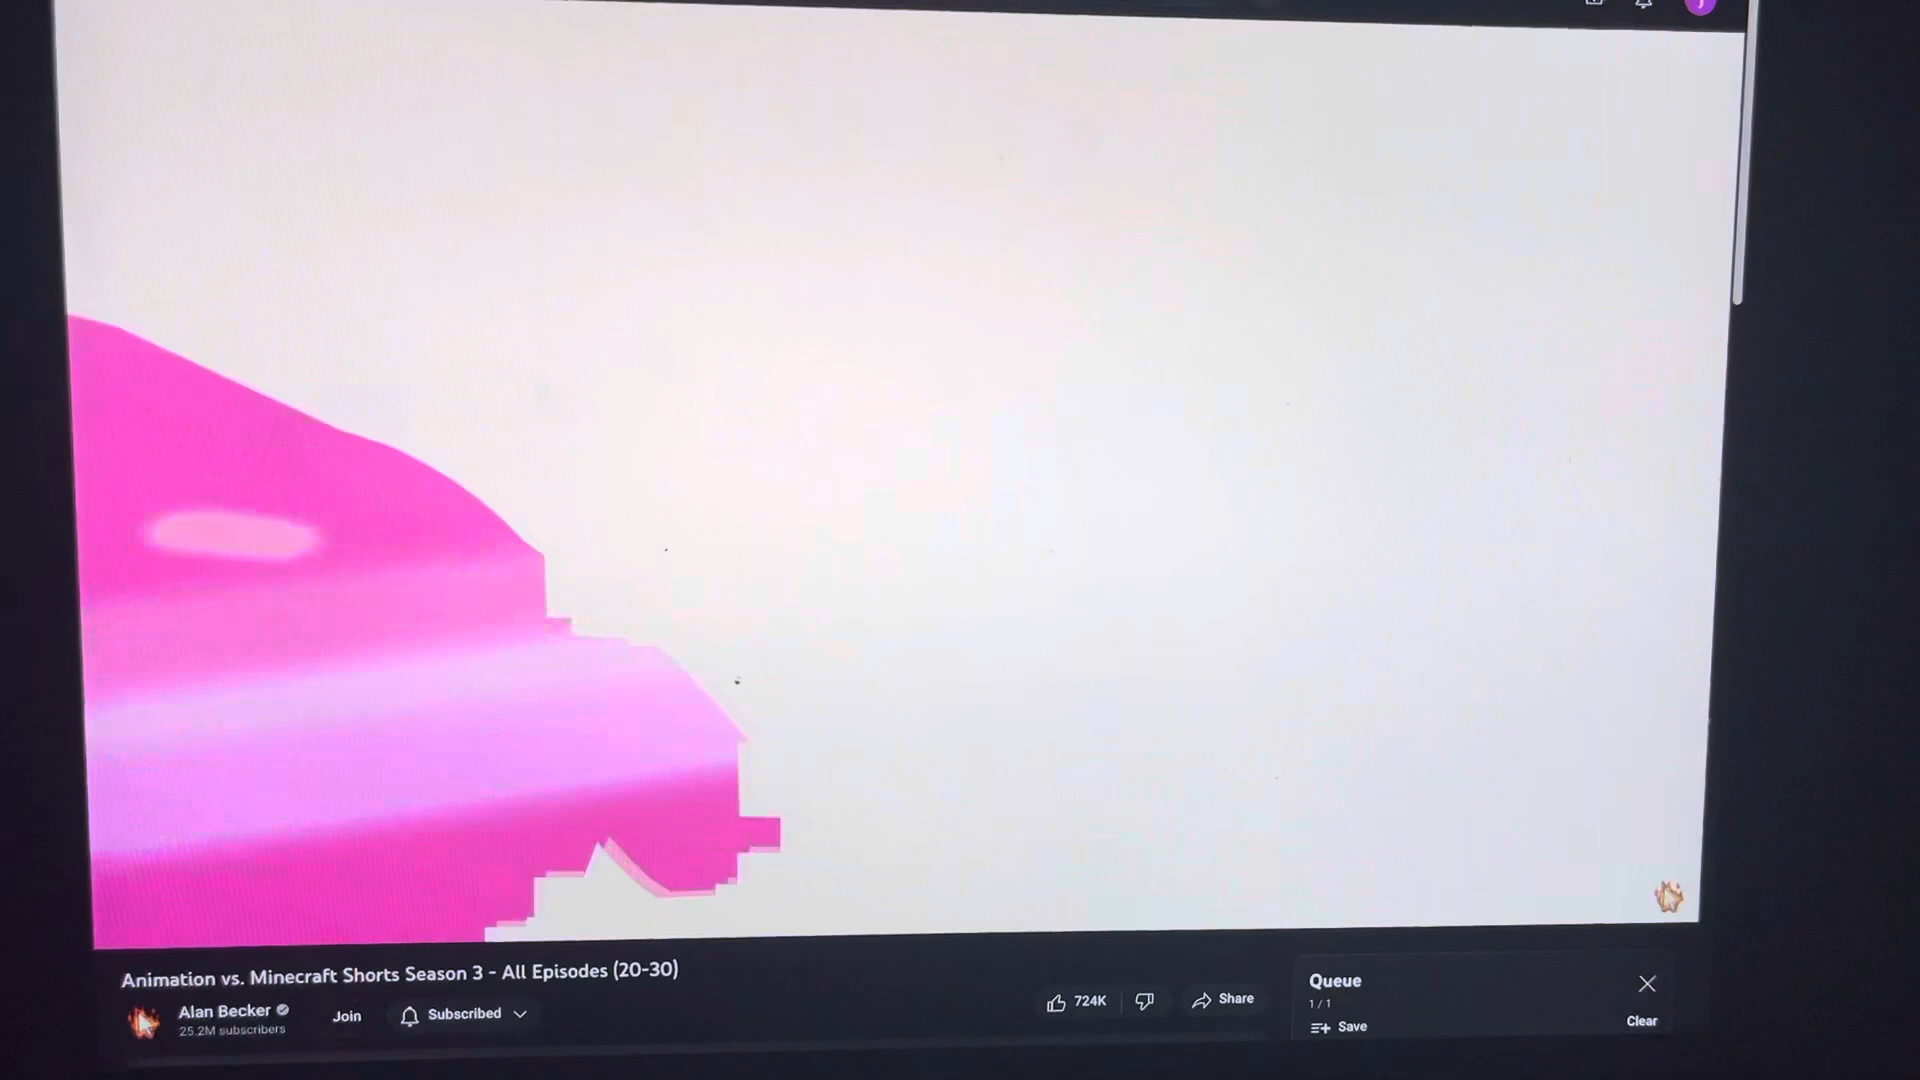 J
Animation vs. Minecraft Shorts Season 3 - All Episodes (20-30)
Alan Becker
25.2M subscribers
Join
Subscribed
724K
Share
Queue
1 / 1
Save
Clear